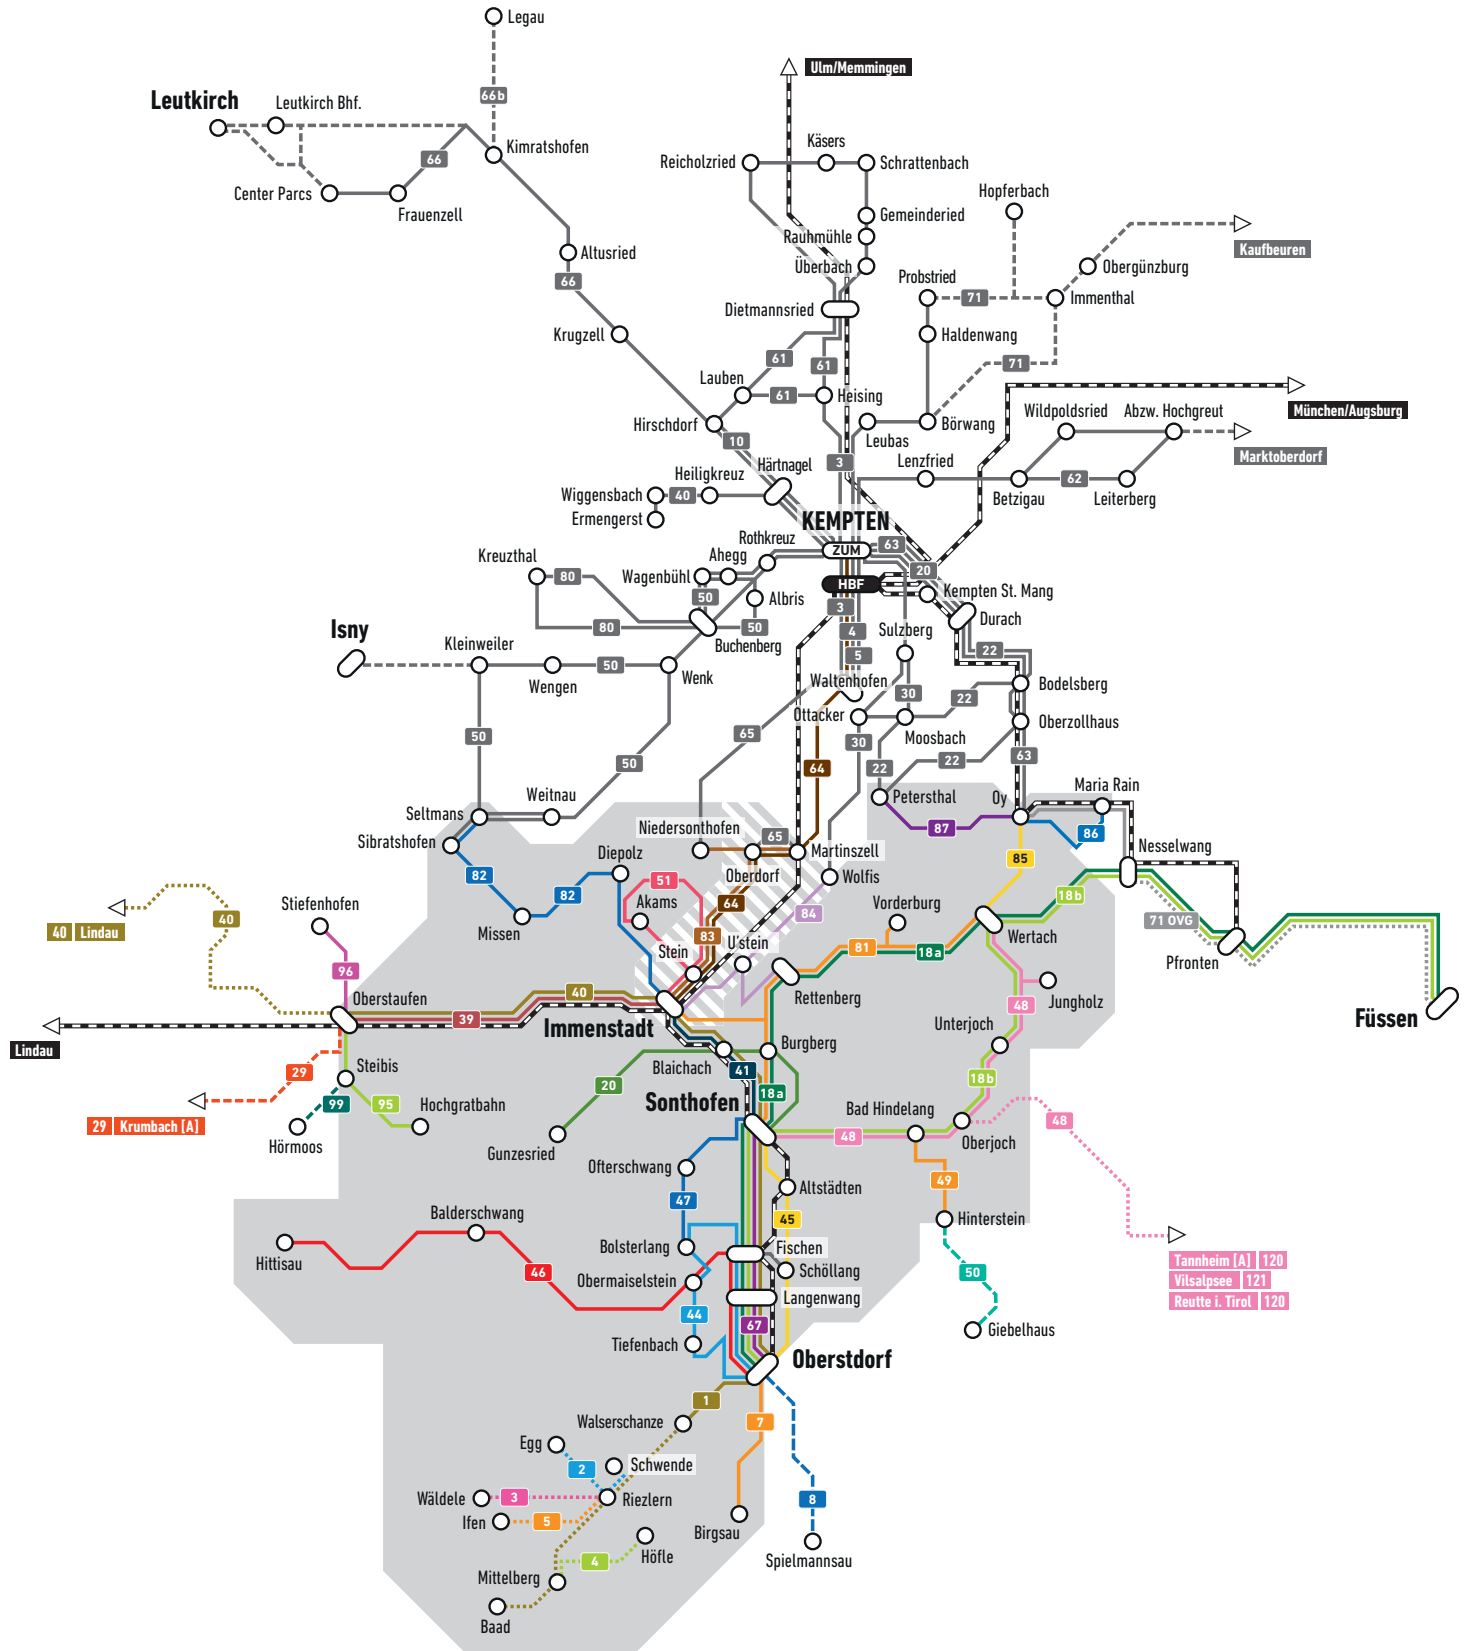 Legau
Ulm/Memmingen
66b
Leutkirch
Leutkirch Bhf.
Kimratshofen
66
Center Parcs
Frauenzell
Reicholzried
Käsers
Schrattenbach
Gemeinderied
Rauhmühle
Überbach
Hopferbach
Kaufbeuren
Obergünzburg
Altusried
66
Probstried
71
Immenthal
Dietmannsried
Krugzell
Haldenwang
61
61
71
Lauben
61
Heising
München/Augsburg
Hirschdorf
10
Leubas
Börwang
Wildpoldsried
Abzw. Hochgreut
Marktoberdorf
3
Härtnagel
Heiligkreuz
Lenzfried
Wiggensbach
40
Betzigau
62
Leiterberg
Ermengerst
KEMPTEN
Rothkreuz
ZUM
63
Kreuzthal
Ahegg
20
80
Wagenbühl
HBF
Kempten St. Mang
50
Albris
3
Durach
80
50
4
Isny
Buchenberg
Sulzberg
Kleinweiler
5
22
50
Wengen
Wenk
Waltenhofen
Bodelsberg
30
22
Ottacker
Oberzollhaus
50
65
30
Moosbach
50
64
22
22
63
Maria Rain
Seltmans
Weitnau
Petersthal
Oy
Sibratshofen
Niedersonthofen
65
87
86
Martinszell
Nesselwang
Diepolz
Oberdorf
85
82
82
51
Wolfis
64
84
18b
Akams
Vorderburg
40
Stiefenhofen
71 OVG
40 Lindau
Missen
83
Wertach
Stein
U'stein
81
18a
Pfronten
96
Oberstaufen
40
Rettenberg
48
Jungholz
39
Immenstadt
Füssen
Lindau
Unterjoch
Burgberg
Steibis
Blaichach
41
29
20
18a
18b
99
95
Hochgratbahn
Sonthofen
29 Krumbach [A]
Bad Hindelang
48
48
Hörmoos
Gunzesried
Oberjoch
Ofterschwang
49
47
Altstädten
45
Hinterstein
Balderschwang
Hittisau
Bolsterlang
Fischen
Tannheim [A] 120
46
Schöllang
50
Vilsalpsee 121
Obermaiselstein
Langenwang
Reutte i. Tirol 120
44
67
Giebelhaus
Tiefenbach
Oberstdorf
1
Walserschanze
7
Egg
2
Schwende
Wäldele
3
Riezlern
8
Ifen
5
Birgsau
4
Höfle
Spielmannsau
Mittelberg
Baad